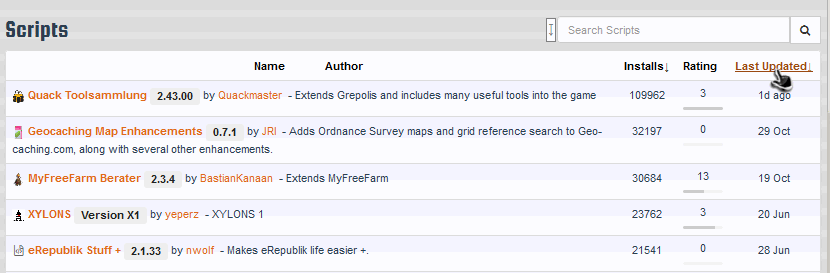 Scripts
Search Scripts
Name Author Installs↓ Rating Last Updated↓
Quack Toolsammlung 2.43.00 by Quackmaster - Extends Grepolis and includes many useful tools into the game 109962 3 1d ago
Geocaching Map Enhancements 0.7.1 by JRI - Adds Ordnance Survey maps and grid reference search to Geo- 32197 0 29 Oct
caching.com, along with several other enhancements.
MyFreeFarm Berater 2.3.4 by BastianKanaan - Extends MyFreeFarm 30684 13 19 Oct
XYLONS Version X1 by yeperz - XYLONS 1 23762 3 20 Jun
eRepublik Stuff + 2.1.33 by nwolf - Makes eRepublik life easier +. 21541 0 28 Jun